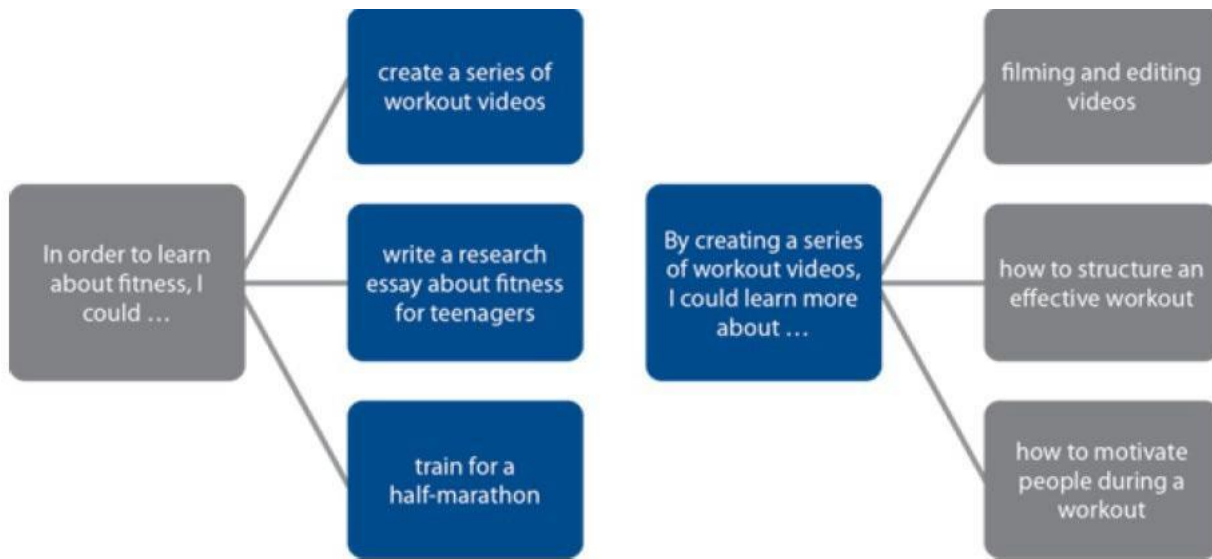 In order to learn
about fitness, I
could …
create a series of
workout videos
write a research
essay about fitness
for teenagers
train for a
half-marathon
By creating a series
of workout videos,
I could learn more
about …
filming and editing
videos
how to structure an
effective workout
how to motivate
people during a
workout